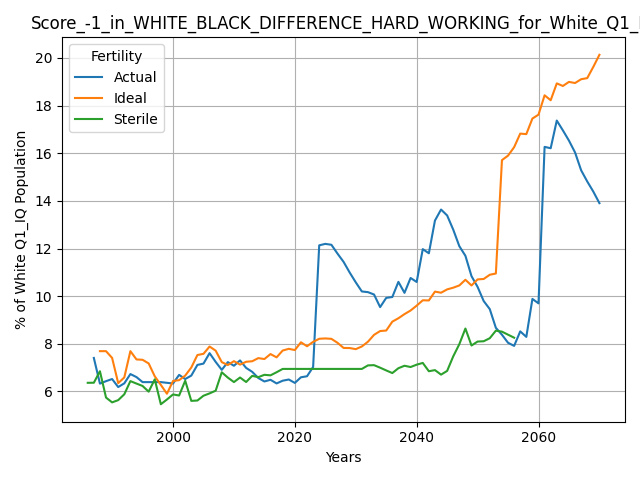 Score_-1_in_WHITE_BLACK_DIFFERENCE_HARD_WORKING_for_White_Q1_
Fertility
Actual
Ideal
Sterile
% of White Q1_IQ Population
20
18
16
14
12
10
8
6
2000
2020
2040
2060
Years